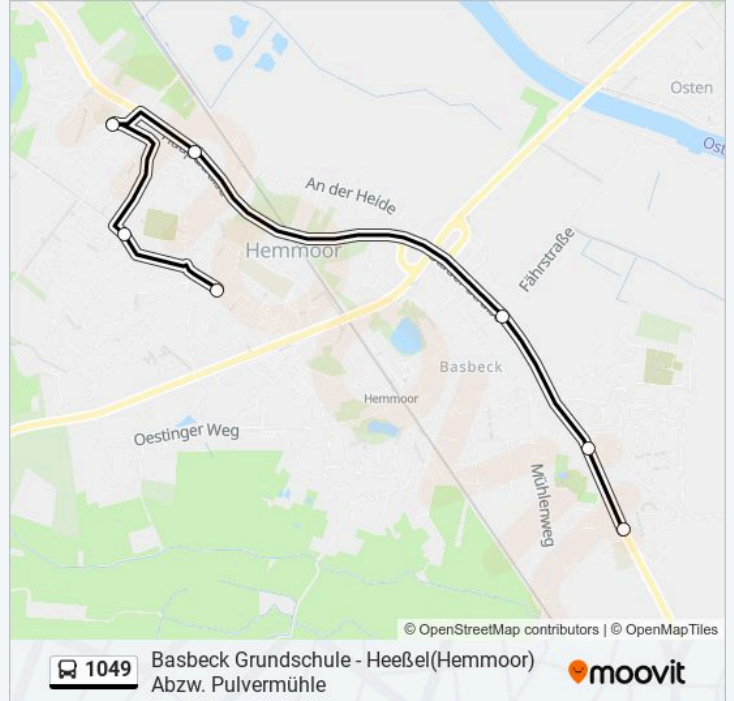 Osten
An der Heide
Hemmoor
Fährstraße
Basbeck
Hemmoor
Oestinger Weg
Mühlenweg
© OpenStreetMap contributors | © OpenMapTiles
1049
Basbeck Grundschule - Heeßel(Hemmoor)
Abzw. Pulvermühle
moovit